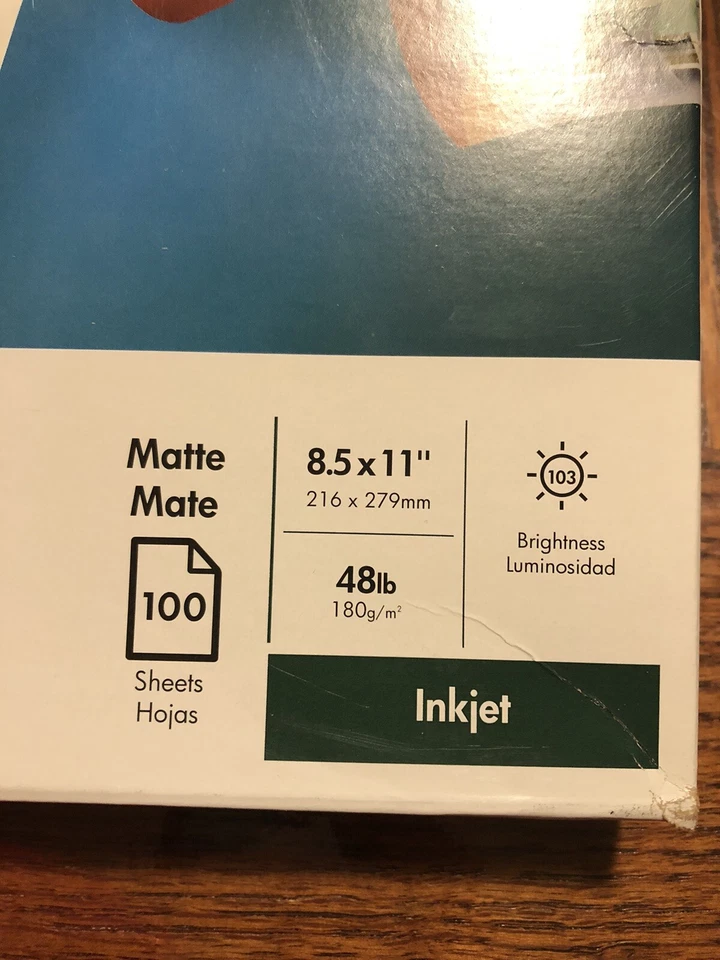 Matte
Mate
100
Sheets
Hojas
8.5 x 11"
216 x 279mm
48lb
180g/m²
103
Brightness
Luminosidad
Inkjet